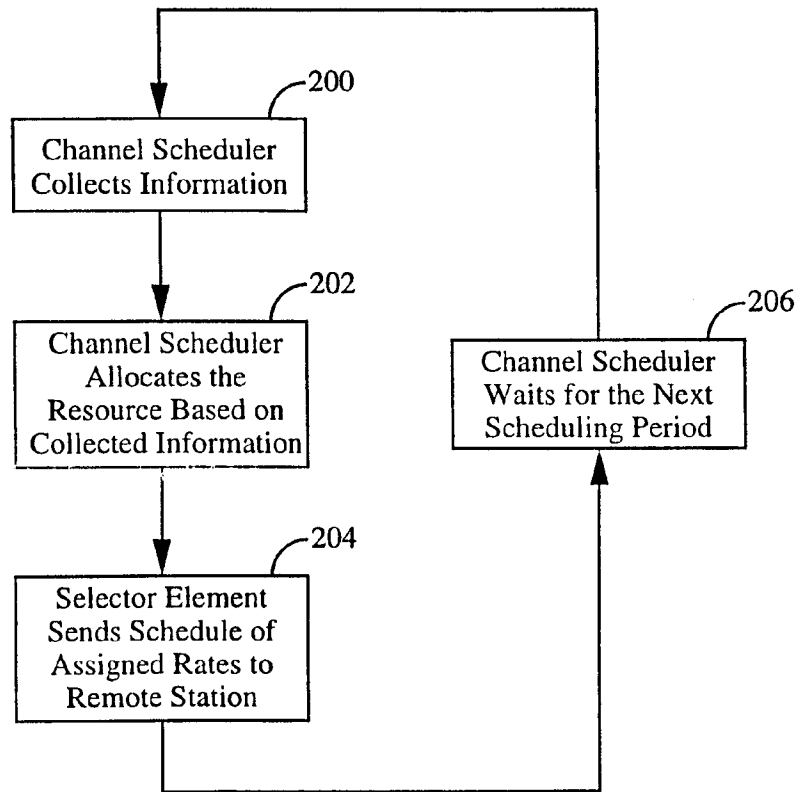 200
Channel Scheduler
Collects Information
202
Channel Scheduler
Allocates the
Resource Based on
Collected Information
204
Selector Element
Sends Schedule of
Assigned Rates to
Remote Station
206
Channel Scheduler
Waits for the Next
Scheduling Period